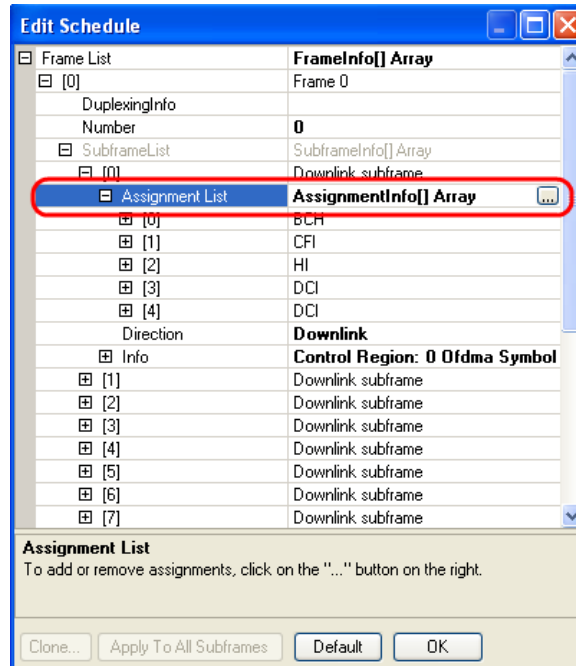 Edit Schedule
Frame List FrameInfo[] Array
[0] Frame 0
DuplexingInfo
Number 0
SubframeList SubframeInfo[] Array
[0] Downlink subframe
Assignment List AssignmentInfo[] Array ...
[0] BCH
[1] CFI
[2] HI
[3] DCI
[4] DCI
Direction Downlink
Info Control Region: 0 Ofdma Symbol
[1] Downlink subframe
[2] Downlink subframe
[3] Downlink subframe
[4] Downlink subframe
[5] Downlink subframe
[6] Downlink subframe
[7] Downlink subframe
Assignment List
To add or remove assignments, click on the "..." button on the right.
Clone... Apply To All Subframes Default OK